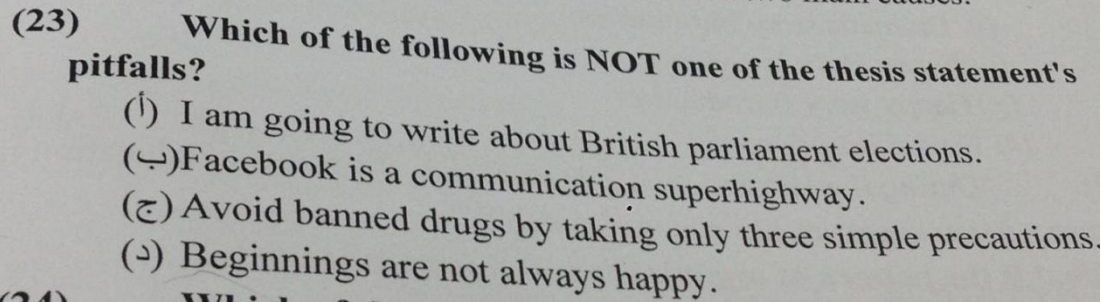 (23) Which of the following is NOT one of the thesis statement's
pitfalls?
(أ) I am going to write about British parliament elections.
(ب)Facebook is a communication superhighway.
(ج) Avoid banned drugs by taking only three simple precautions.
(د) Beginnings are not always happy.